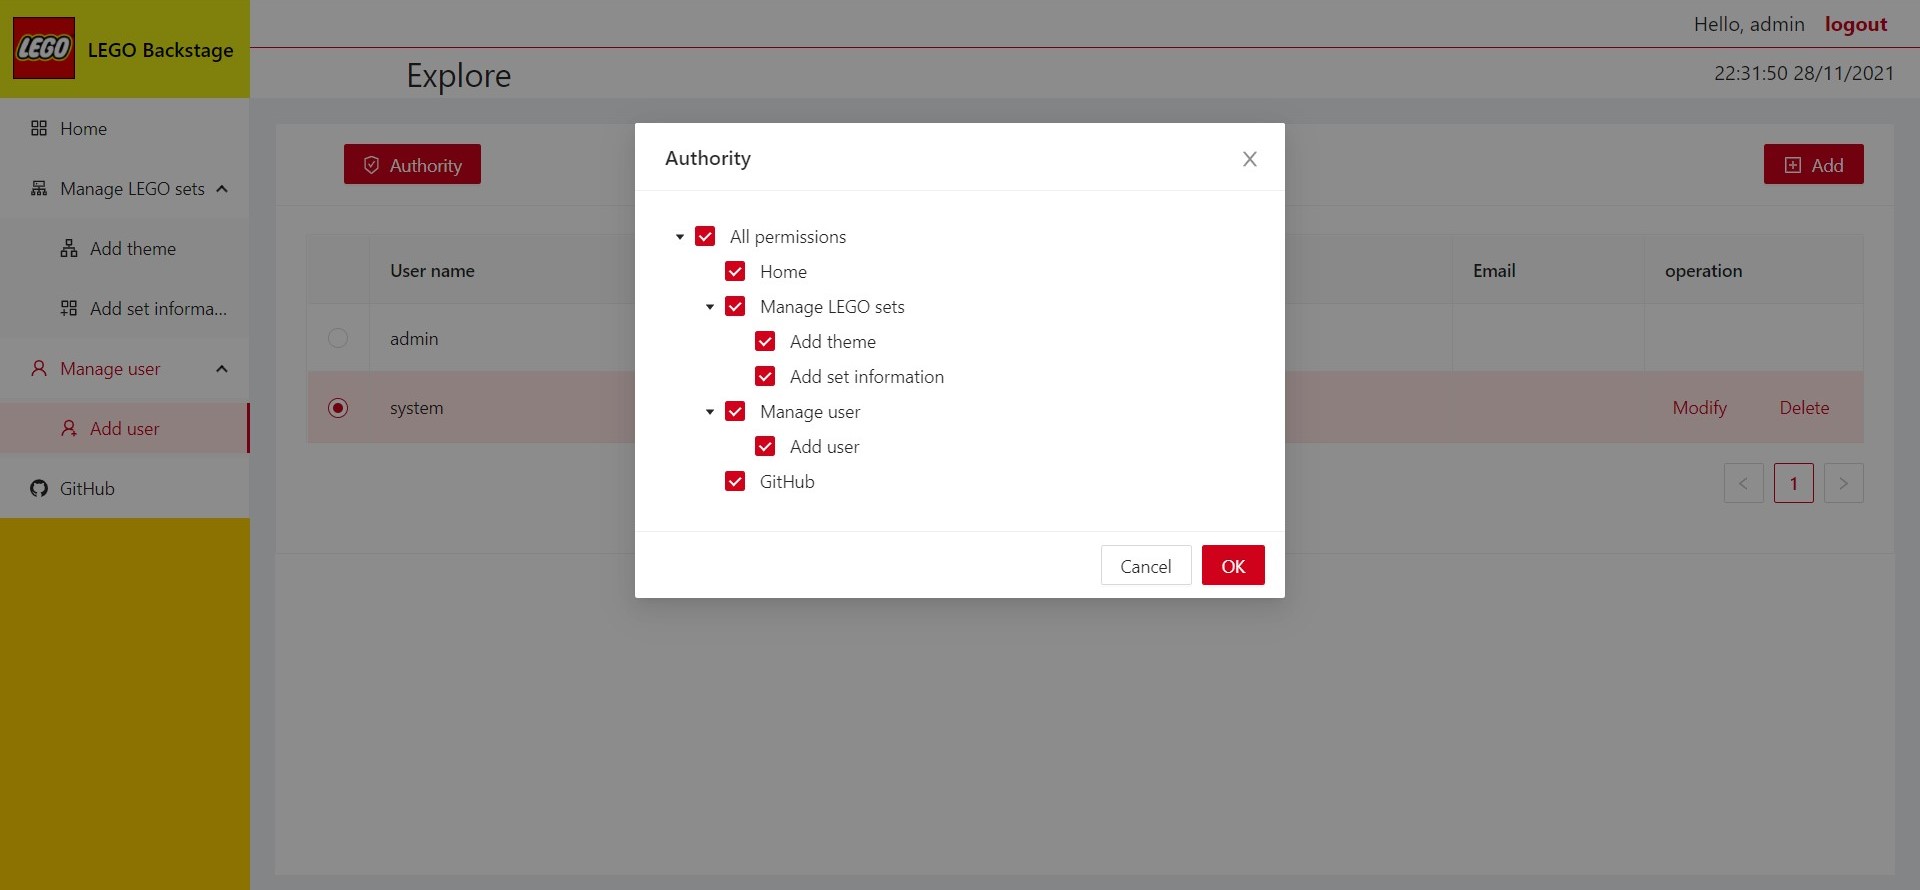 LEGO
LEGO Backstage
Hello, admin logout
Explore
22:31:50 28/11/2021
Home
Manage LEGO sets
Add theme
Add set informa...
Manage user
Add user
GitHub
Authority
Add
User name
Email
operation
admin
system
Modify Delete
1
Authority
All permissions
Home
Manage LEGO sets
Add theme
Add set information
Manage user
Add user
GitHub
Cancel
OK